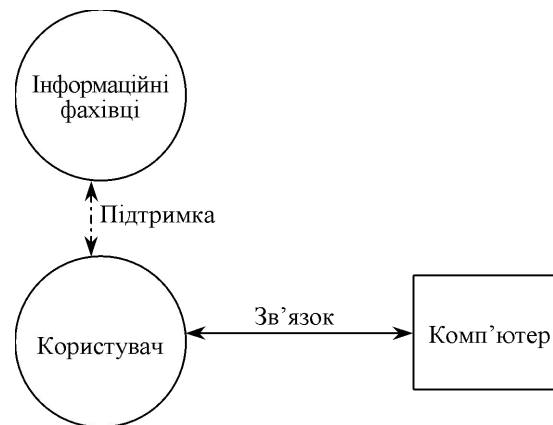 Інформаційні
фахівці
Підтримка
Зв’язок
Користувач
Комп’ютер